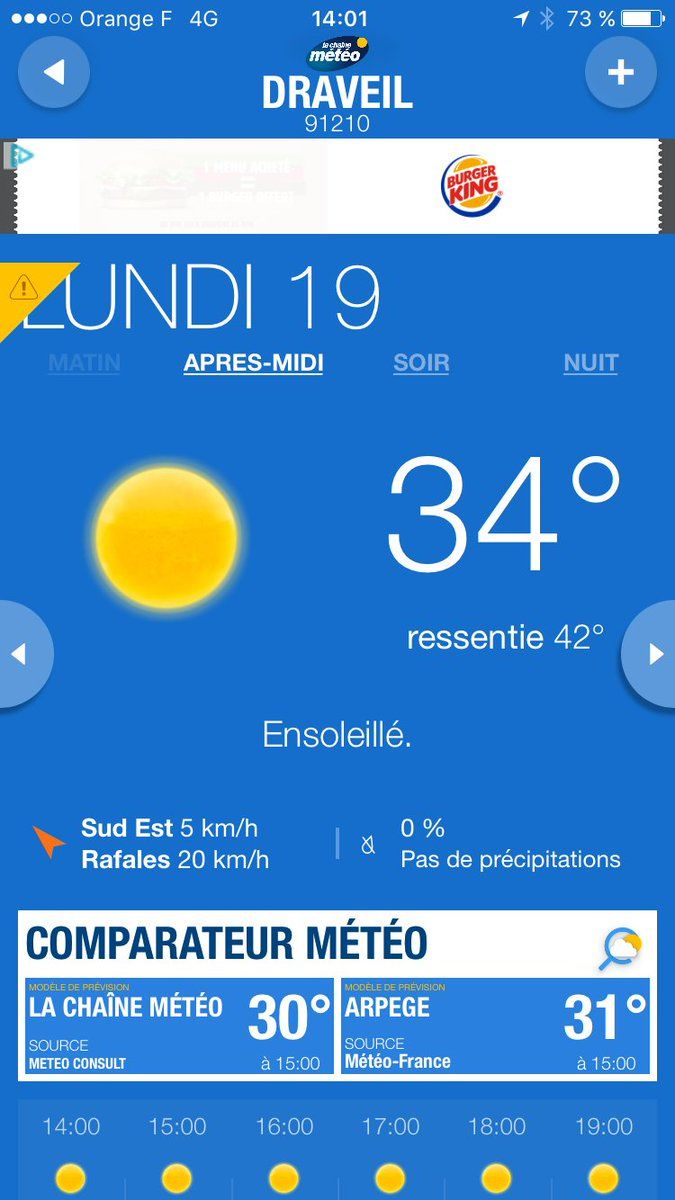 Orange F 4G 14:01 73 %
la chaîne
météo
DRAVEIL
91210
1 MENU ACHETÉ
=
BURGER
KING
LUNDI 19
MATIN APRES-MIDI SOIR NUIT
34°
ressentie 42°
Ensoleillé.
Sud Est 5 km/h
Rafales 20 km/h
0 %
Pas de précipitations
COMPARATEUR MÉTÉO
MODÈLE DE PRÉVISION
LA CHAÎNE MÉTÉO 30°
SOURCE
METEO CONSULT à 15:00
MODÈLE DE PRÉVISION
ARPEGE 31°
SOURCE
Météo-France à 15:00
14:00 15:00 16:00 17:00 18:00 19:00